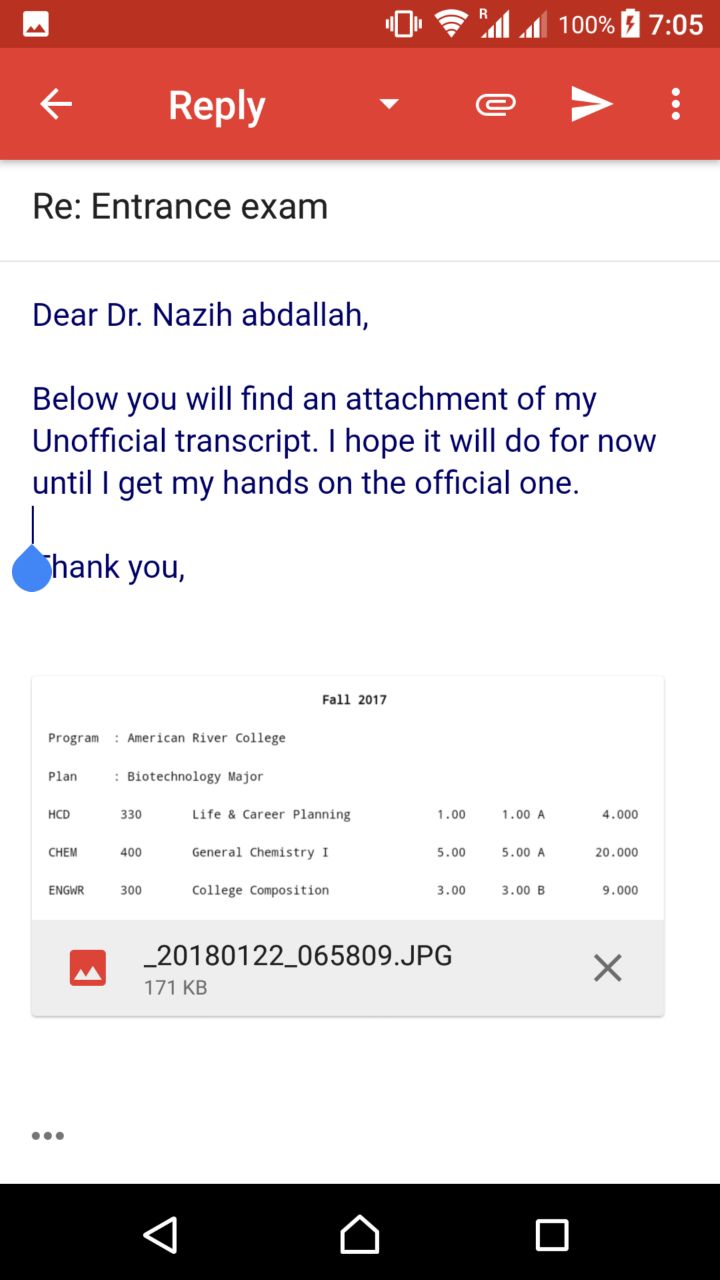 R 100% 7:05
Reply
Re: Entrance exam
Dear Dr. Nazih abdallah,
Below you will find an attachment of my
Unofficial transcript. I hope it will do for now
until I get my hands on the official one.
Thank you,
Fall 2017
Program : American River College
Plan : Biotechnology Major
HCD 330 Life & Career Planning 1.00 1.00 A 4.000
CHEM 400 General Chemistry I 5.00 5.00 A 20.000
ENGWR 300 College Composition 3.00 3.00 B 9.000
_20180122_065809.JPG
171 KB